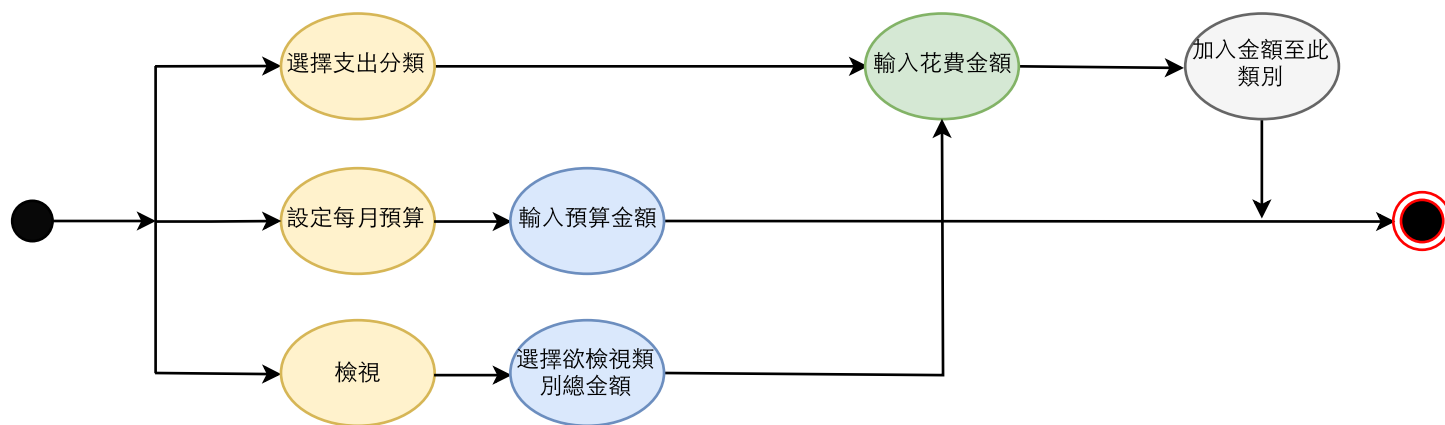 選擇支出分類
輸入花費金額
加入金額至此
類別
設定每月預算
輸入預算金額
檢視
選擇欲檢視類
別總金額